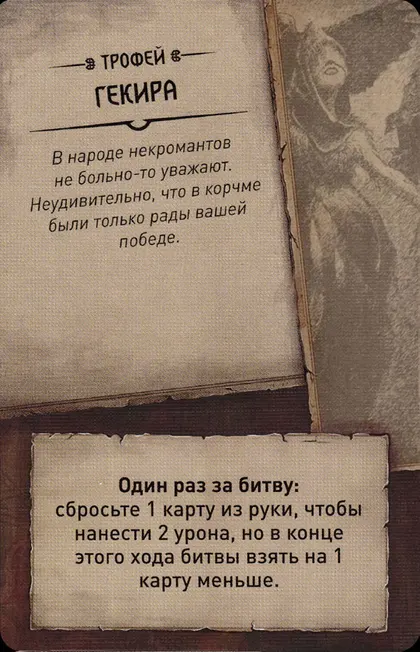 ТРОФЕЙ
ГЕКИРА
В народе некромантов
не больно-то уважают.
Неудивительно, что в корчме
были только рады вашей
победе.
Один раз за битву:
сбросьте 1 карту из руки, чтобы
нанести 2 урона, но в конце
этого хода битвы взять на 1
карту меньше.